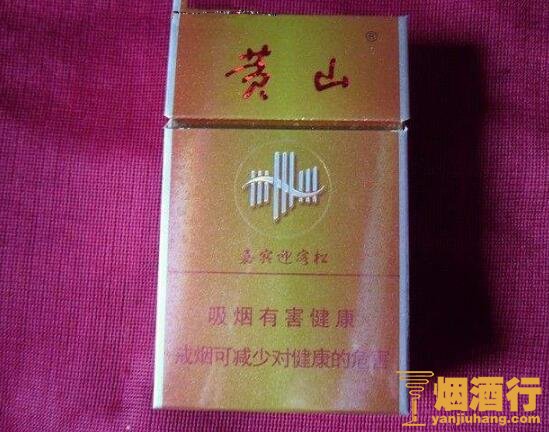 黄山®
嘉宾迎客松
吸烟有害健康
戒烟可减少对健康的危害
烟酒行
yanjiuhang.com